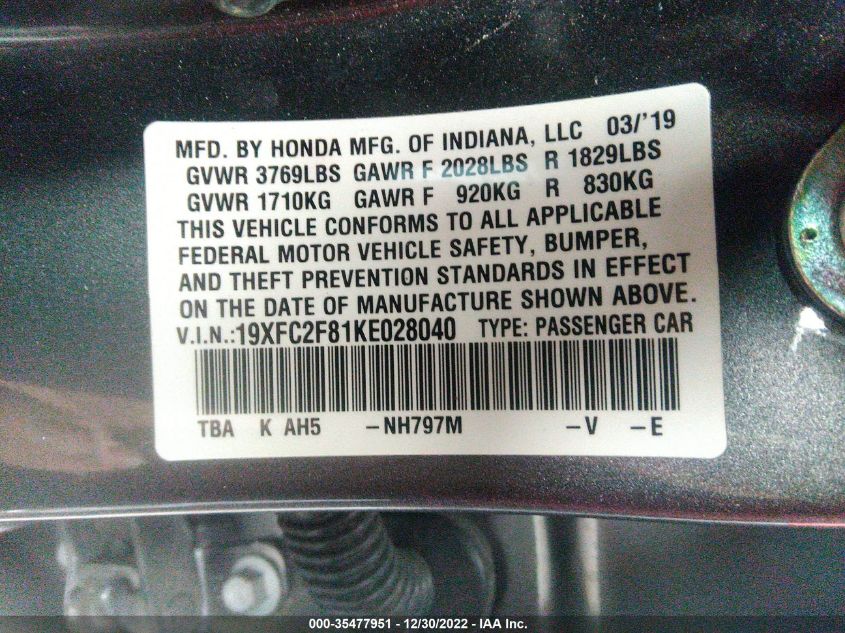 MFD. BY HONDA MFG. OF INDIANA, LLC 03/'19
GVWR 3769LBS GAWR F 2028LBS R 1829LBS
GVWR 1710KG GAWR F 920KG R 830KG
THIS VEHICLE CONFORMS TO ALL APPLICABLE
FEDERAL MOTOR VEHICLE SAFETY, BUMPER,
AND THEFT PREVENTION STANDARDS IN EFFECT
ON THE DATE OF MANUFACTURE SHOWN ABOVE.
V.I.N.:19XFC2F81KE028040 TYPE: PASSENGER CAR
TBA K AH5 -NH797M -V -E
000-35477951 - 12/30/2022 - IAA Inc.